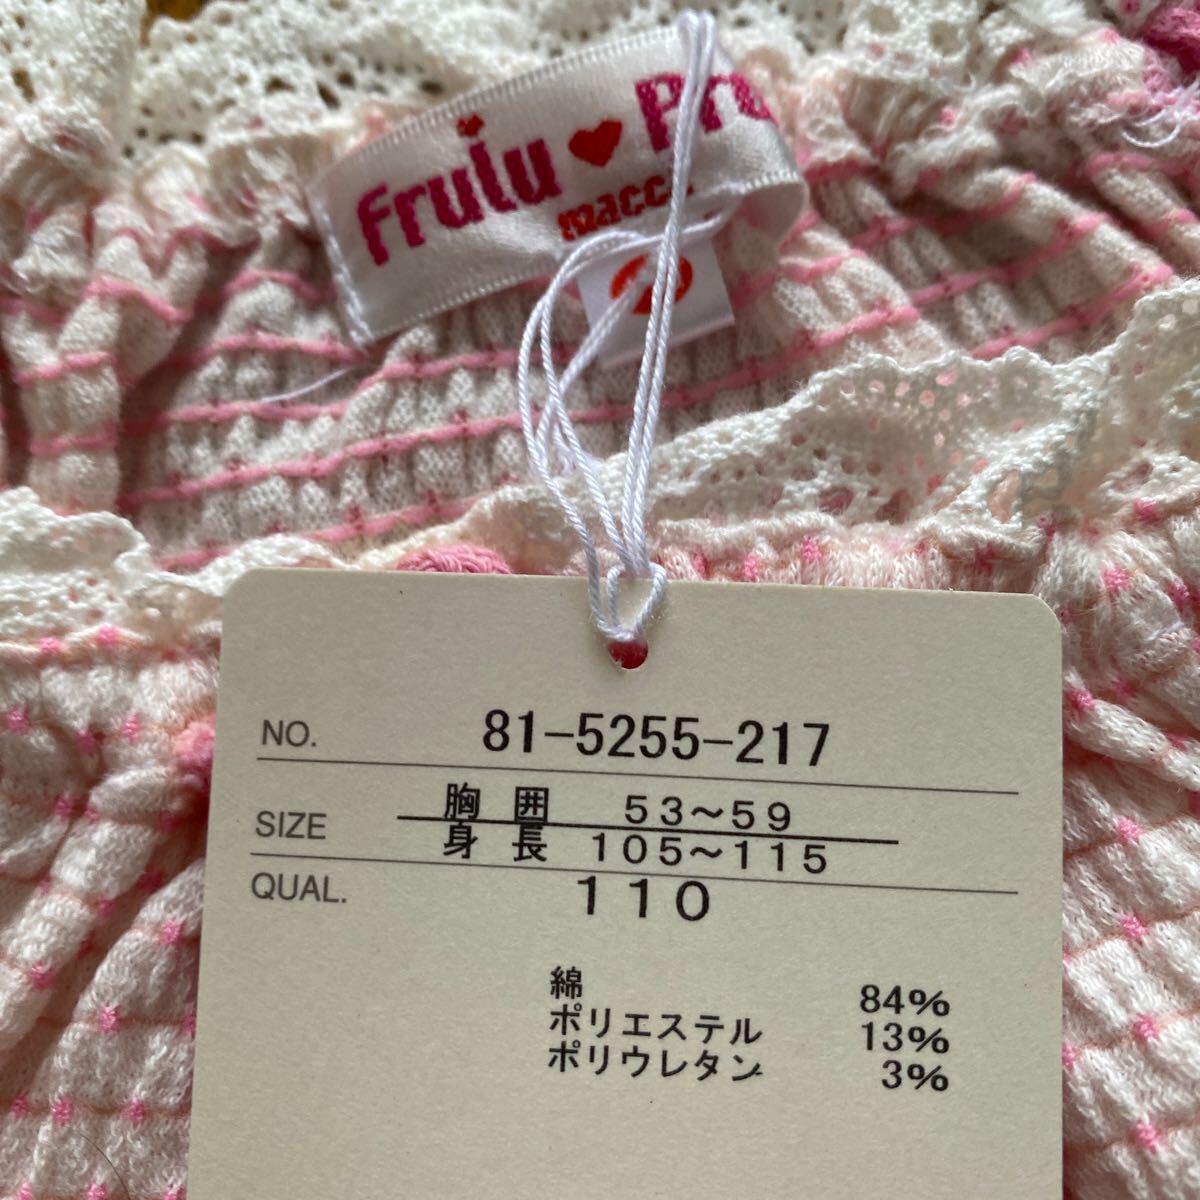 Fruiu ♥ Pr
NO. 81-5255-217
SIZE 胸囲 53~59
身長 105~115
QUAL. 110
綿 84%
ポリエステル 13%
ポリウレタン 3%